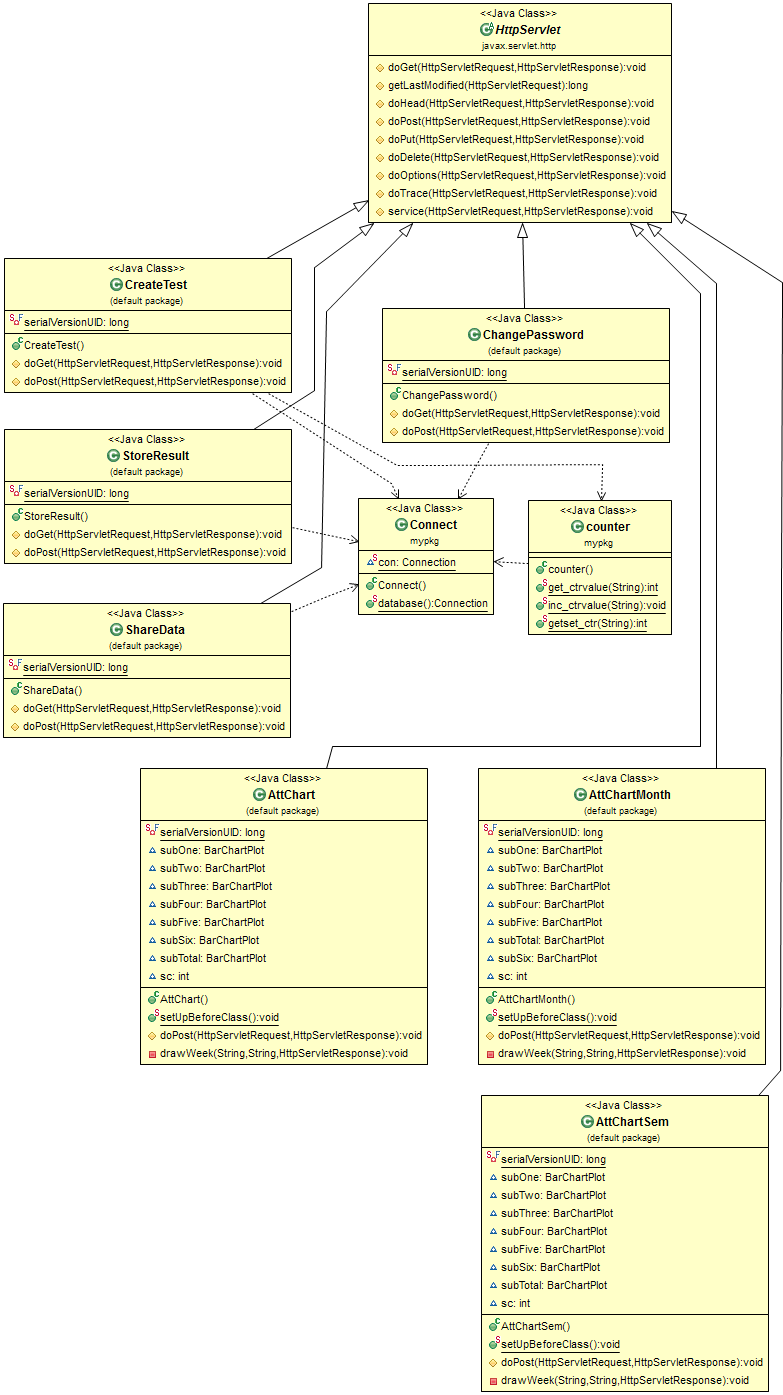 <<Java Class>>
HttpServlet
javax.servlet.http
doGet(HttpServletRequest,HttpServletResponse):void
getLastModified(HttpServletRequest):long
doHead(HttpServletRequest,HttpServletResponse):void
doPost(HttpServletRequest,HttpServletResponse):void
doPut(HttpServletRequest,HttpServletResponse):void
doDelete(HttpServletRequest,HttpServletResponse):void
doOptions(HttpServletRequest,HttpServletResponse):void
doTrace(HttpServletRequest,HttpServletResponse):void
service(HttpServletRequest,HttpServletResponse):void
<<Java Class>>
CreateTest
(default package)
serialVersionUID: long
CreateTest()
doGet(HttpServletRequest,HttpServletResponse):void
doPost(HttpServletRequest,HttpServletResponse):void
<<Java Class>>
ChangePassword
(default package)
serialVersionUID: long
ChangePassword()
doGet(HttpServletRequest,HttpServletResponse):void
doPost(HttpServletRequest,HttpServletResponse):void
<<Java Class>>
StoreResult
(default package)
serialVersionUID: long
StoreResult()
doGet(HttpServletRequest,HttpServletResponse):void
doPost(HttpServletRequest,HttpServletResponse):void
<<Java Class>>
Connect
mypkg
con: Connection
Connect()
database():Connection
<<Java Class>>
counter
mypkg
counter()
get_ctrvalue(String):int
inc_ctrvalue(String):void
getset_ctr(String):int
<<Java Class>>
ShareData
(default package)
serialVersionUID: long
ShareData()
doGet(HttpServletRequest,HttpServletResponse):void
doPost(HttpServletRequest,HttpServletResponse):void
<<Java Class>>
AttChart
(default package)
serialVersionUID: long
subOne: BarChartPlot
subTwo: BarChartPlot
subThree: BarChartPlot
subFour: BarChartPlot
subFive: BarChartPlot
subSix: BarChartPlot
subTotal: BarChartPlot
sc: int
AttChart()
setUpBeforeClass():void
doPost(HttpServletRequest,HttpServletResponse):void
drawWeek(String,String,HttpServletResponse):void
<<Java Class>>
AttChartMonth
(default package)
serialVersionUID: long
subOne: BarChartPlot
subTwo: BarChartPlot
subThree: BarChartPlot
subFour: BarChartPlot
subFive: BarChartPlot
subTotal: BarChartPlot
subSix: BarChartPlot
sc: int
AttChartMonth()
setUpBeforeClass():void
doPost(HttpServletRequest,HttpServletResponse):void
drawWeek(String,String,HttpServletResponse):void
<<Java Class>>
AttChartSem
(default package)
serialVersionUID: long
subOne: BarChartPlot
subTwo: BarChartPlot
subThree: BarChartPlot
subFour: BarChartPlot
subFive: BarChartPlot
subSix: BarChartPlot
subTotal: BarChartPlot
sc: int
AttChartSem()
setUpBeforeClass():void
doPost(HttpServletRequest,HttpServletResponse):void
drawWeek(String,String,HttpServletResponse):void